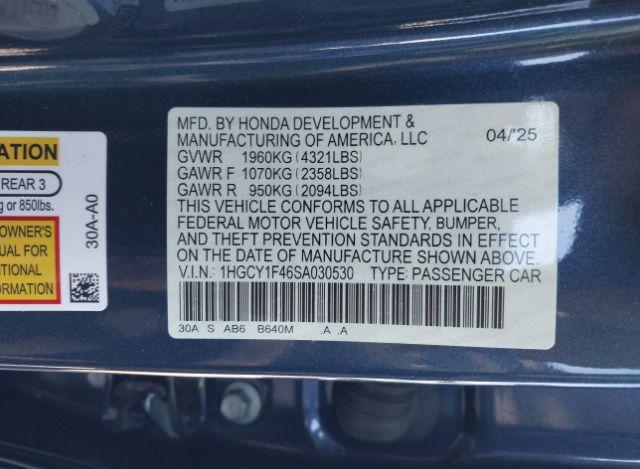 ATION
REAR 3
g or 850lbs.
OWNER'S
UAL FOR
ITIONAL
FORMATION
30A-A0
MFD. BY HONDA DEVELOPMENT &
MANUFACTURING OF AMERICA, LLC 04/'25
GVWR 1960KG (4321LBS)
GAWR F 1070KG (2358LBS)
GAWR R 950KG (2094LBS)
THIS VEHICLE CONFORMS TO ALL APPLICABLE
FEDERAL MOTOR VEHICLE SAFETY, BUMPER,
AND THEFT PREVENTION STANDARDS IN EFFECT
ON THE DATE OF MANUFACTURE SHOWN ABOVE.
V.I.N.: 1HGCY1F46SA030530 TYPE: PASSENGER CAR
30A S AB6 B640M .A .A